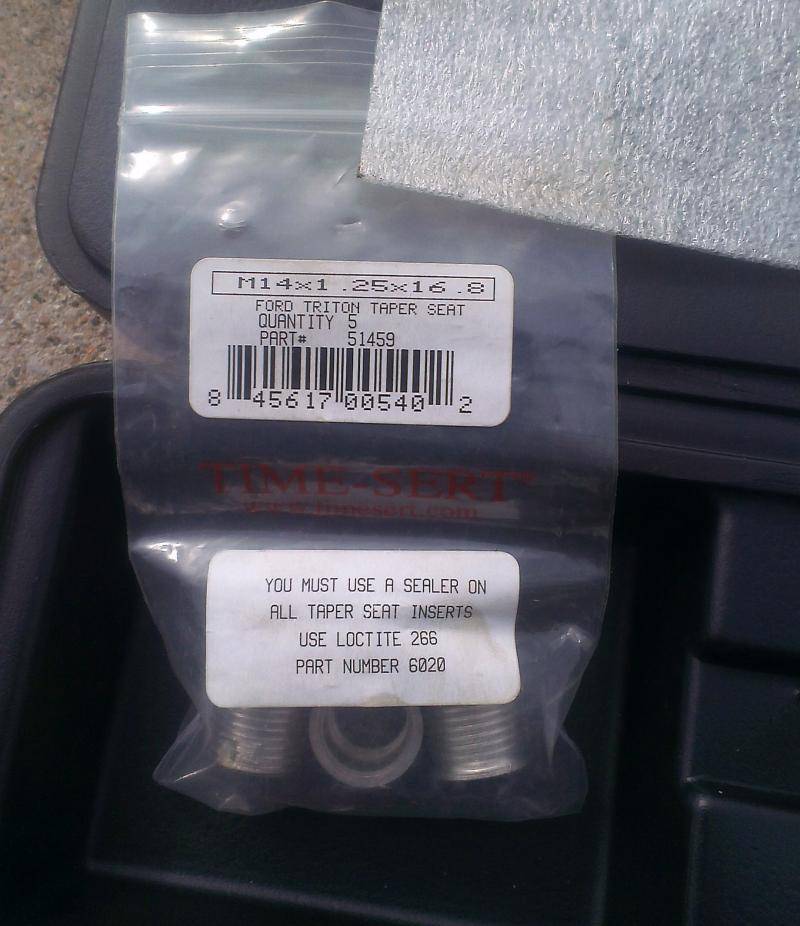 M14x1.25x16.8
FORD TRITON TAPER SEAT
QUANTITY 5
PART# 51459
8 45617 00540 2
TIME-SERT®
www.timesert.com
YOU MUST USE A SEALER ON
ALL TAPER SEAT INSERTS
USE LOCTITE 266
PART NUMBER 6020